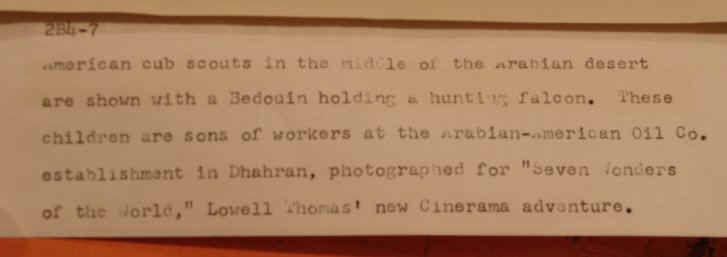 2B4-7
American cub scouts in the middle of the Arabian desert
are shown with a Bedouin holding a hunting falcon. These
children are sons of workers at the Arabian-American Oil Co.
establishment in Dhahran, photographed for "Seven Wonders
of the World," Lowell Thomas' new Cinerama adventure.